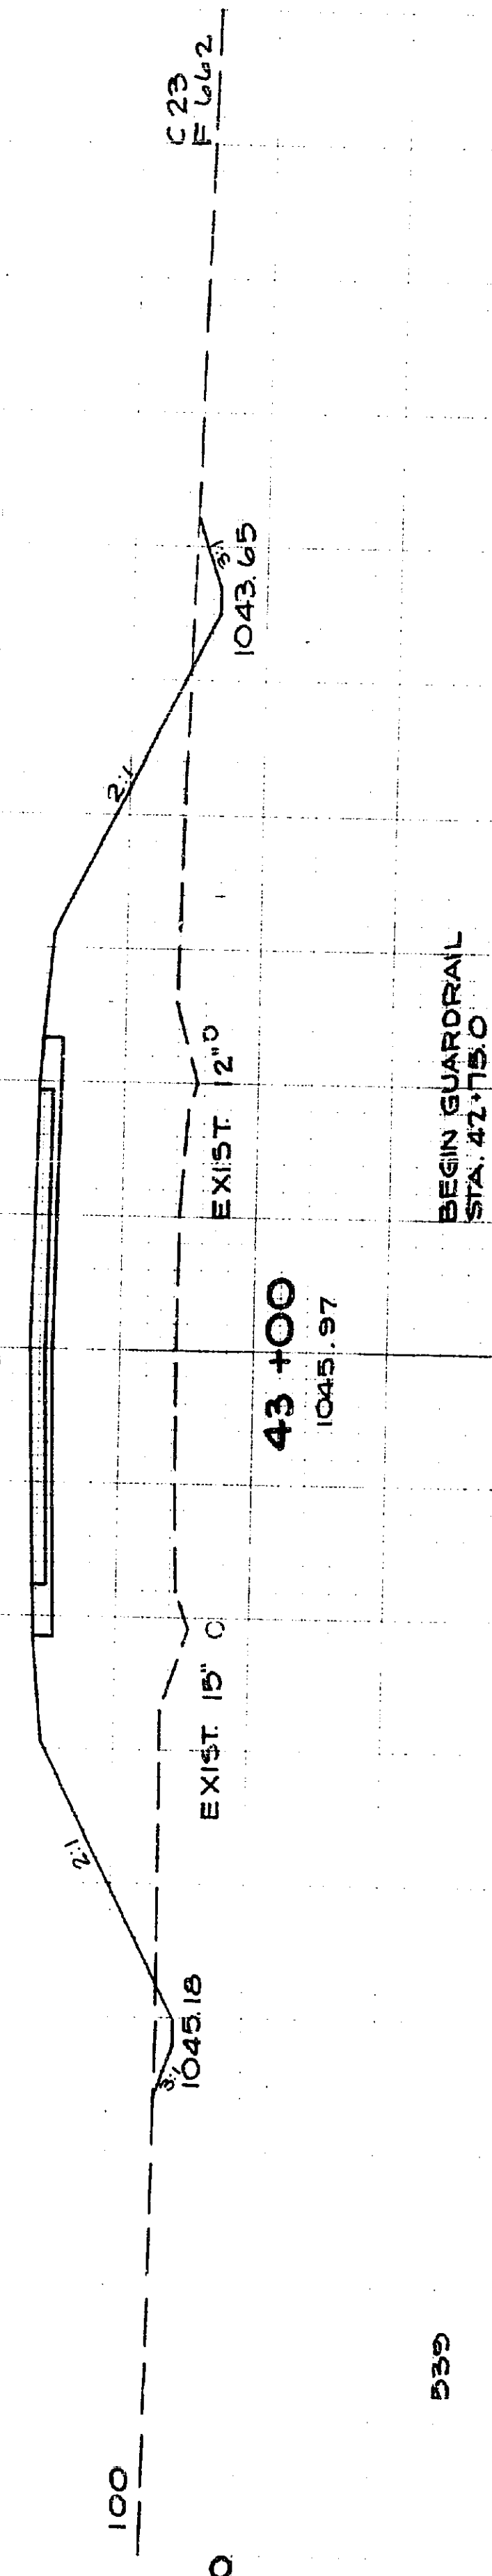 C 23
F 662
100
2:1
2:1
3:1
1045.18
3:1
1043.65
EXIST. 15" O
EXIST. 12" O
43+00
1045.97
BEGIN GUARDRAIL
STA. 42+75.0
539